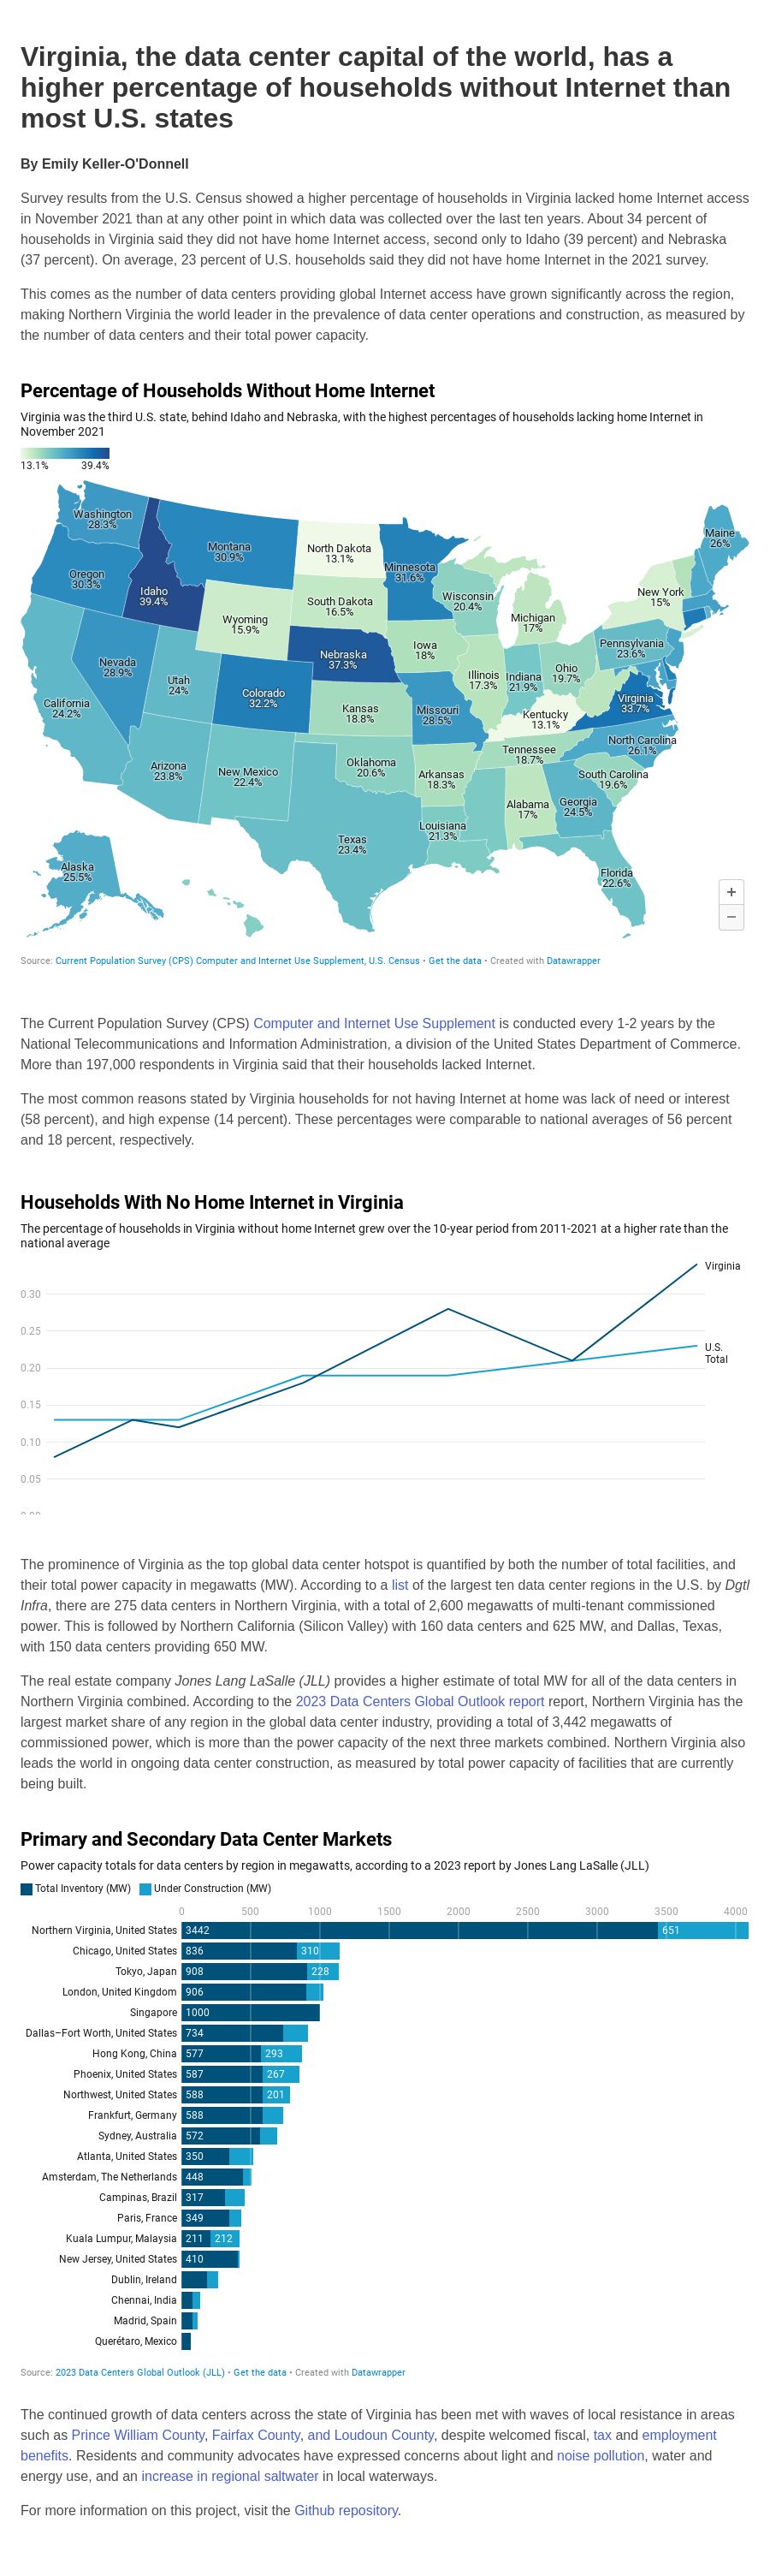 Virginia, the data center capital of the world, has a
higher percentage of households without Internet than
most U.S. states
By Emily Keller-O'Donnell
Survey results from the U.S. Census showed a higher percentage of households in Virginia lacked home Internet access
in November 2021 than at any other point in which data was collected over the last ten years. About 34 percent of
households in Virginia said they did not have home Internet access, second only to Idaho (39 percent) and Nebraska
(37 percent). On average, 23 percent of U.S. households said they did not have home Internet in the 2021 survey.
This comes as the number of data centers providing global Internet access have grown significantly across the region,
making Northern Virginia the world leader in the prevalence of data center operations and construction, as measured by
the number of data centers and their total power capacity.
Percentage of Households Without Home Internet
Virginia was the third U.S. state, behind Idaho and Nebraska, with the highest percentages of households lacking home Internet in
November 2021
13.1% 39.4%
Washington
28.3%
Montana
30.9%
North Dakota
13.1%
Minnesota
31.6%
Maine
26%
Oregon
30.3%
Idaho
39.4%
South Dakota
16.5%
Wisconsin
20.4%
Michigan
17%
New York
15%
Wyoming
15.9%
Nebraska
37.3%
Iowa
18%
Pennsylvania
23.6%
Nevada
28.9%
Utah
24%
Colorado
32.2%
Illinois
17.3%
Indiana
21.9%
Ohio
19.7%
California
24.2%
Kansas
18.8%
Missouri
28.5%
Kentucky
13.1%
Virginia
33.7%
Arizona
23.8%
New Mexico
22.4%
Oklahoma
20.6%
Arkansas
18.3%
Tennessee
18.7%
North Carolina
26.1%
South Carolina
19.6%
Alabama
17%
Georgia
24.5%
Texas
23.4%
Louisiana
21.3%
Alaska
25.5%
Florida
22.6%
+
−
Source: Current Population Survey (CPS) Computer and Internet Use Supplement, U.S. Census • Get the data • Created with Datawrapper
The Current Population Survey (CPS) Computer and Internet Use Supplement is conducted every 1-2 years by the
National Telecommunications and Information Administration, a division of the United States Department of Commerce.
More than 197,000 respondents in Virginia said that their households lacked Internet.
The most common reasons stated by Virginia households for not having Internet at home was lack of need or interest
(58 percent), and high expense (14 percent). These percentages were comparable to national averages of 56 percent
and 18 percent, respectively.
Households With No Home Internet in Virginia
The percentage of households in Virginia without home Internet grew over the 10-year period from 2011-2021 at a higher rate than the
national average
Virginia
0.30
0.25
U.S.
Total
0.20
0.15
0.10
0.05
The prominence of Virginia as the top global data center hotspot is quantified by both the number of total facilities, and
their total power capacity in megawatts (MW). According to a list of the largest ten data center regions in the U.S. by Dgtl
Infra, there are 275 data centers in Northern Virginia, with a total of 2,600 megawatts of multi-tenant commissioned
power. This is followed by Northern California (Silicon Valley) with 160 data centers and 625 MW, and Dallas, Texas,
with 150 data centers providing 650 MW.
The real estate company Jones Lang LaSalle (JLL) provides a higher estimate of total MW for all of the data centers in
Northern Virginia combined. According to the 2023 Data Centers Global Outlook report report, Northern Virginia has the
largest market share of any region in the global data center industry, providing a total of 3,442 megawatts of
commissioned power, which is more than the power capacity of the next three markets combined. Northern Virginia also
leads the world in ongoing data center construction, as measured by total power capacity of facilities that are currently
being built.
Primary and Secondary Data Center Markets
Power capacity totals for data centers by region in megawatts, according to a 2023 report by Jones Lang LaSalle (JLL)
Total Inventory (MW) Under Construction (MW)
0 500 1000 1500 2000 2500 3000 3500 4000
Northern Virginia, United States 3442 651
Chicago, United States 836 310
Tokyo, Japan 908 228
London, United Kingdom 906
Singapore 1000
Dallas–Fort Worth, United States 734
Hong Kong, China 577 293
Phoenix, United States 587 267
Northwest, United States 588 201
Frankfurt, Germany 588
Sydney, Australia 572
Atlanta, United States 350
Amsterdam, The Netherlands 448
Campinas, Brazil 317
Paris, France 349
Kuala Lumpur, Malaysia 211 212
New Jersey, United States 410
Dublin, Ireland
Chennai, India
Madrid, Spain
Querétaro, Mexico
Source: 2023 Data Centers Global Outlook (JLL) • Get the data • Created with Datawrapper
The continued growth of data centers across the state of Virginia has been met with waves of local resistance in areas
such as Prince William County, Fairfax County, and Loudoun County, despite welcomed fiscal, tax and employment
benefits. Residents and community advocates have expressed concerns about light and noise pollution, water and
energy use, and an increase in regional saltwater in local waterways.
For more information on this project, visit the Github repository.